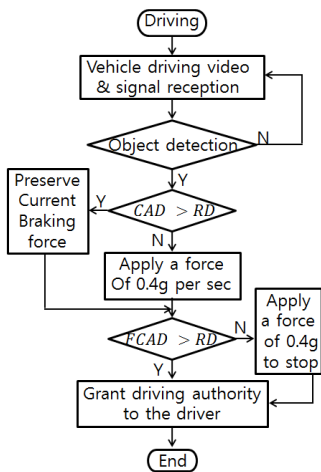 Driving
Vehicle driving video
& signal reception
Object detection
N
Y
Preserve
Current
Braking
force
Y
CAD > RD
N
Apply a force
Of 0.4g per sec
FCAD > RD
N
Apply
a force
of 0.4g
to stop
Y
Grant driving authority
to the driver
End